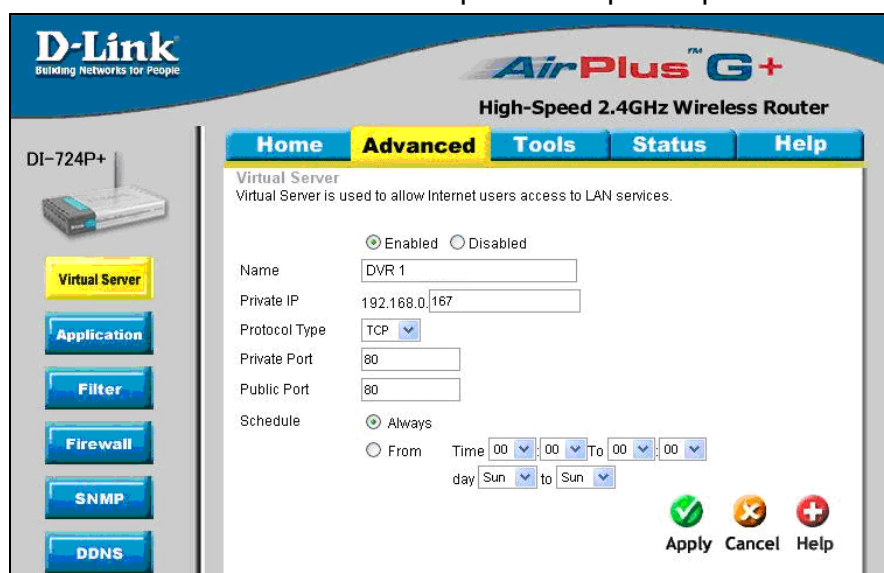 D-Link
Building Networks for People
AirPlus™ G+
High-Speed 2.4GHz Wireless Router
DI-724P+
Home Advanced Tools Status Help
Virtual Server
Virtual Server is used to allow Internet users access to LAN services.
Enabled Disabled
Name DVR 1
Private IP 192.168.0. 167
Protocol Type TCP
Private Port 80
Public Port 80
Schedule Always
From Time 00 : 00 To 00 : 00
day Sun to Sun
Apply Cancel Help
Virtual Server
Application
Filter
Firewall
SNMP
DDNS